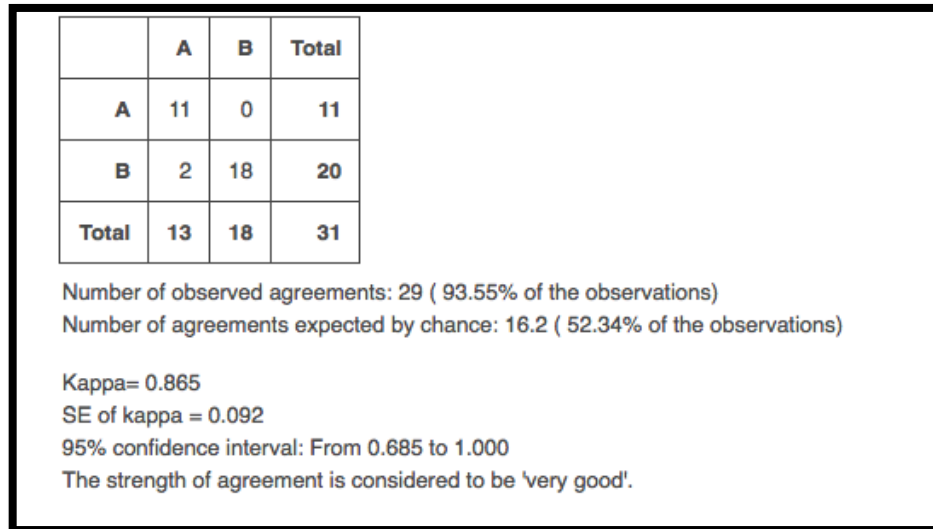 A B Total
A 11 0 11
B 2 18 20
Total 13 18 31
Number of observed agreements: 29 ( 93.55% of the observations)
Number of agreements expected by chance: 16.2 ( 52.34% of the observations)
Kappa= 0.865
SE of kappa = 0.092
95% confidence interval: From 0.685 to 1.000
The strength of agreement is considered to be 'very good'.